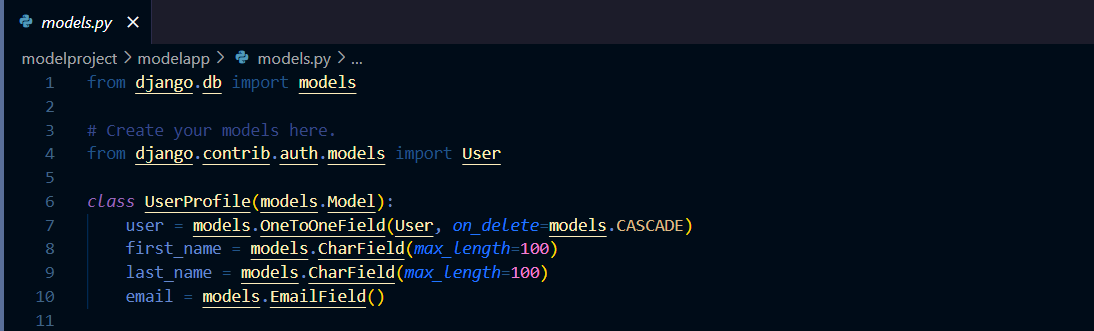 models.py ×
modelproject > modelapp > models.py > ...
1 from django.db import models
2
3 # Create your models here.
4 from django.contrib.auth.models import User
5
6 class UserProfile(models.Model):
7     user = models.OneToOneField(User, on_delete=models.CASCADE)
8     first_name = models.CharField(max_length=100)
9     last_name = models.CharField(max_length=100)
10     email = models.EmailField()
11